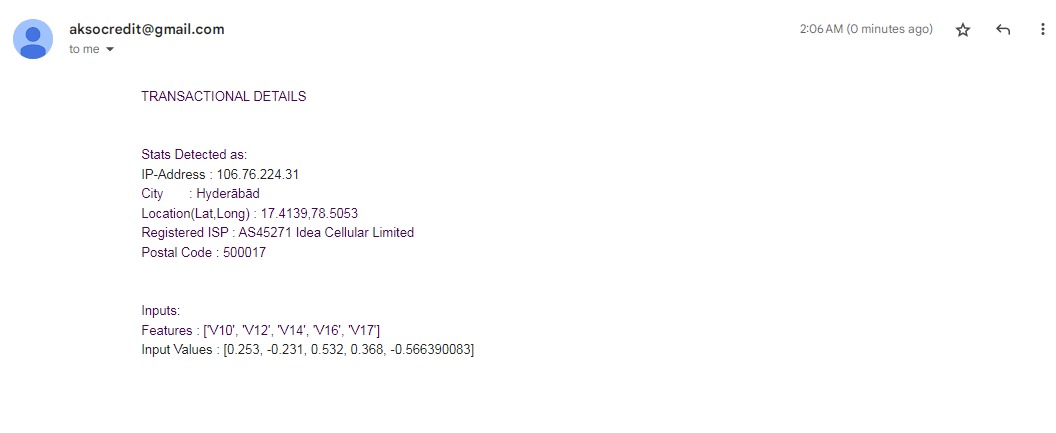 aksocredit@gmail.com
2:06 AM (0 minutes ago)
to me
TRANSACTIONAL DETAILS
Stats Detected as:
IP-Address : 106.76.224.31
City : Hyderābād
Location(Lat,Long) : 17.4139,78.5053
Registered ISP : AS45271 Idea Cellular Limited
Postal Code : 500017
Inputs:
Features : ['V10', 'V12', 'V14', 'V16', 'V17']
Input Values : [0.253, -0.231, 0.532, 0.368, -0.566390083]